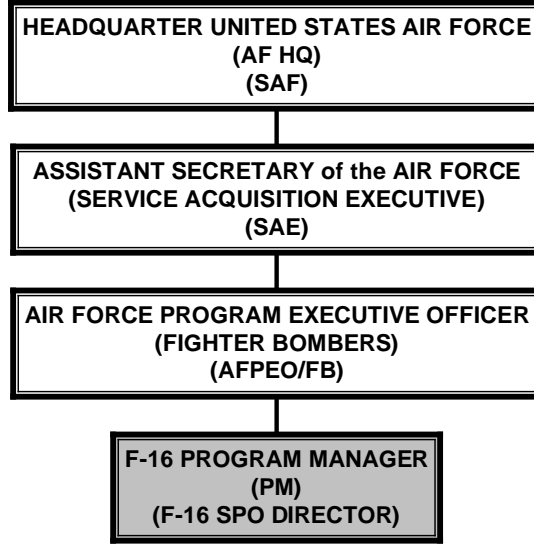 HEADQUARTER UNITED STATES AIR FORCE
(AF HQ)
(SAF)
ASSISTANT SECRETARY of the AIR FORCE
(SERVICE ACQUISITION EXECUTIVE)
(SAE)
AIR FORCE PROGRAM EXECUTIVE OFFICER
(FIGHTER BOMBERS)
(AFPEO/FB)
F-16 PROGRAM MANAGER
(PM)
(F-16 SPO DIRECTOR)